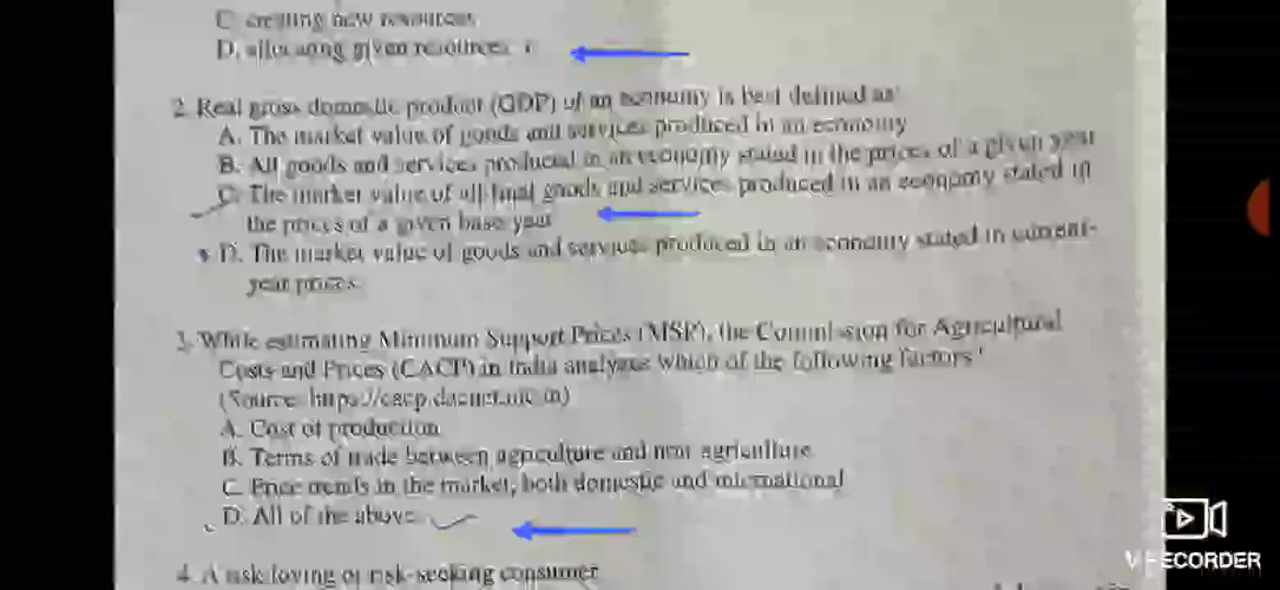 C. creating new resources
D. allocating given resources
2. Real gross domestic product (GDP) of an economy is best defined as
A. The market value of goods and services produced in an economy
B. All goods and services produced in an economy stated in the prices of a given year
C. The market value of all final goods and services produced in an economy stated in
the prices of a given base year
D. The market value of goods and services produced in an economy stated in current-
year prices
3. While estimating Minimum Support Prices (MSP), the Commission for Agricultural
Costs and Prices (CACP) in India analyzes which of the following factors
(Source: https://cacp.dacnet.nic.in)
A. Cost of production
B. Terms of trade between agriculture and non agriculture
C. Price trends in the market, both domestic and international
D. All of the above
4. A risk-loving or risk-seeking consumer
RECORDER